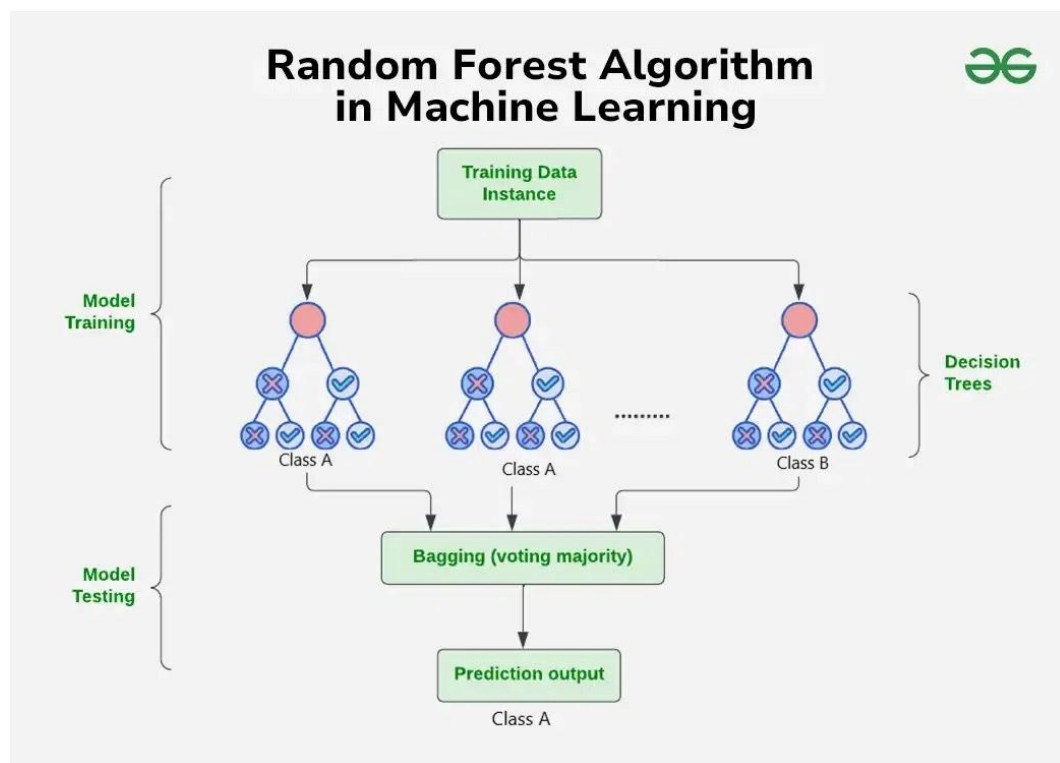 Random Forest Algorithm
in Machine Learning
Training Data
Instance
Model
Training
Decision
Trees
.........
Class A
Class A
Class B
Bagging (voting majority)
Model
Testing
Prediction output
Class A